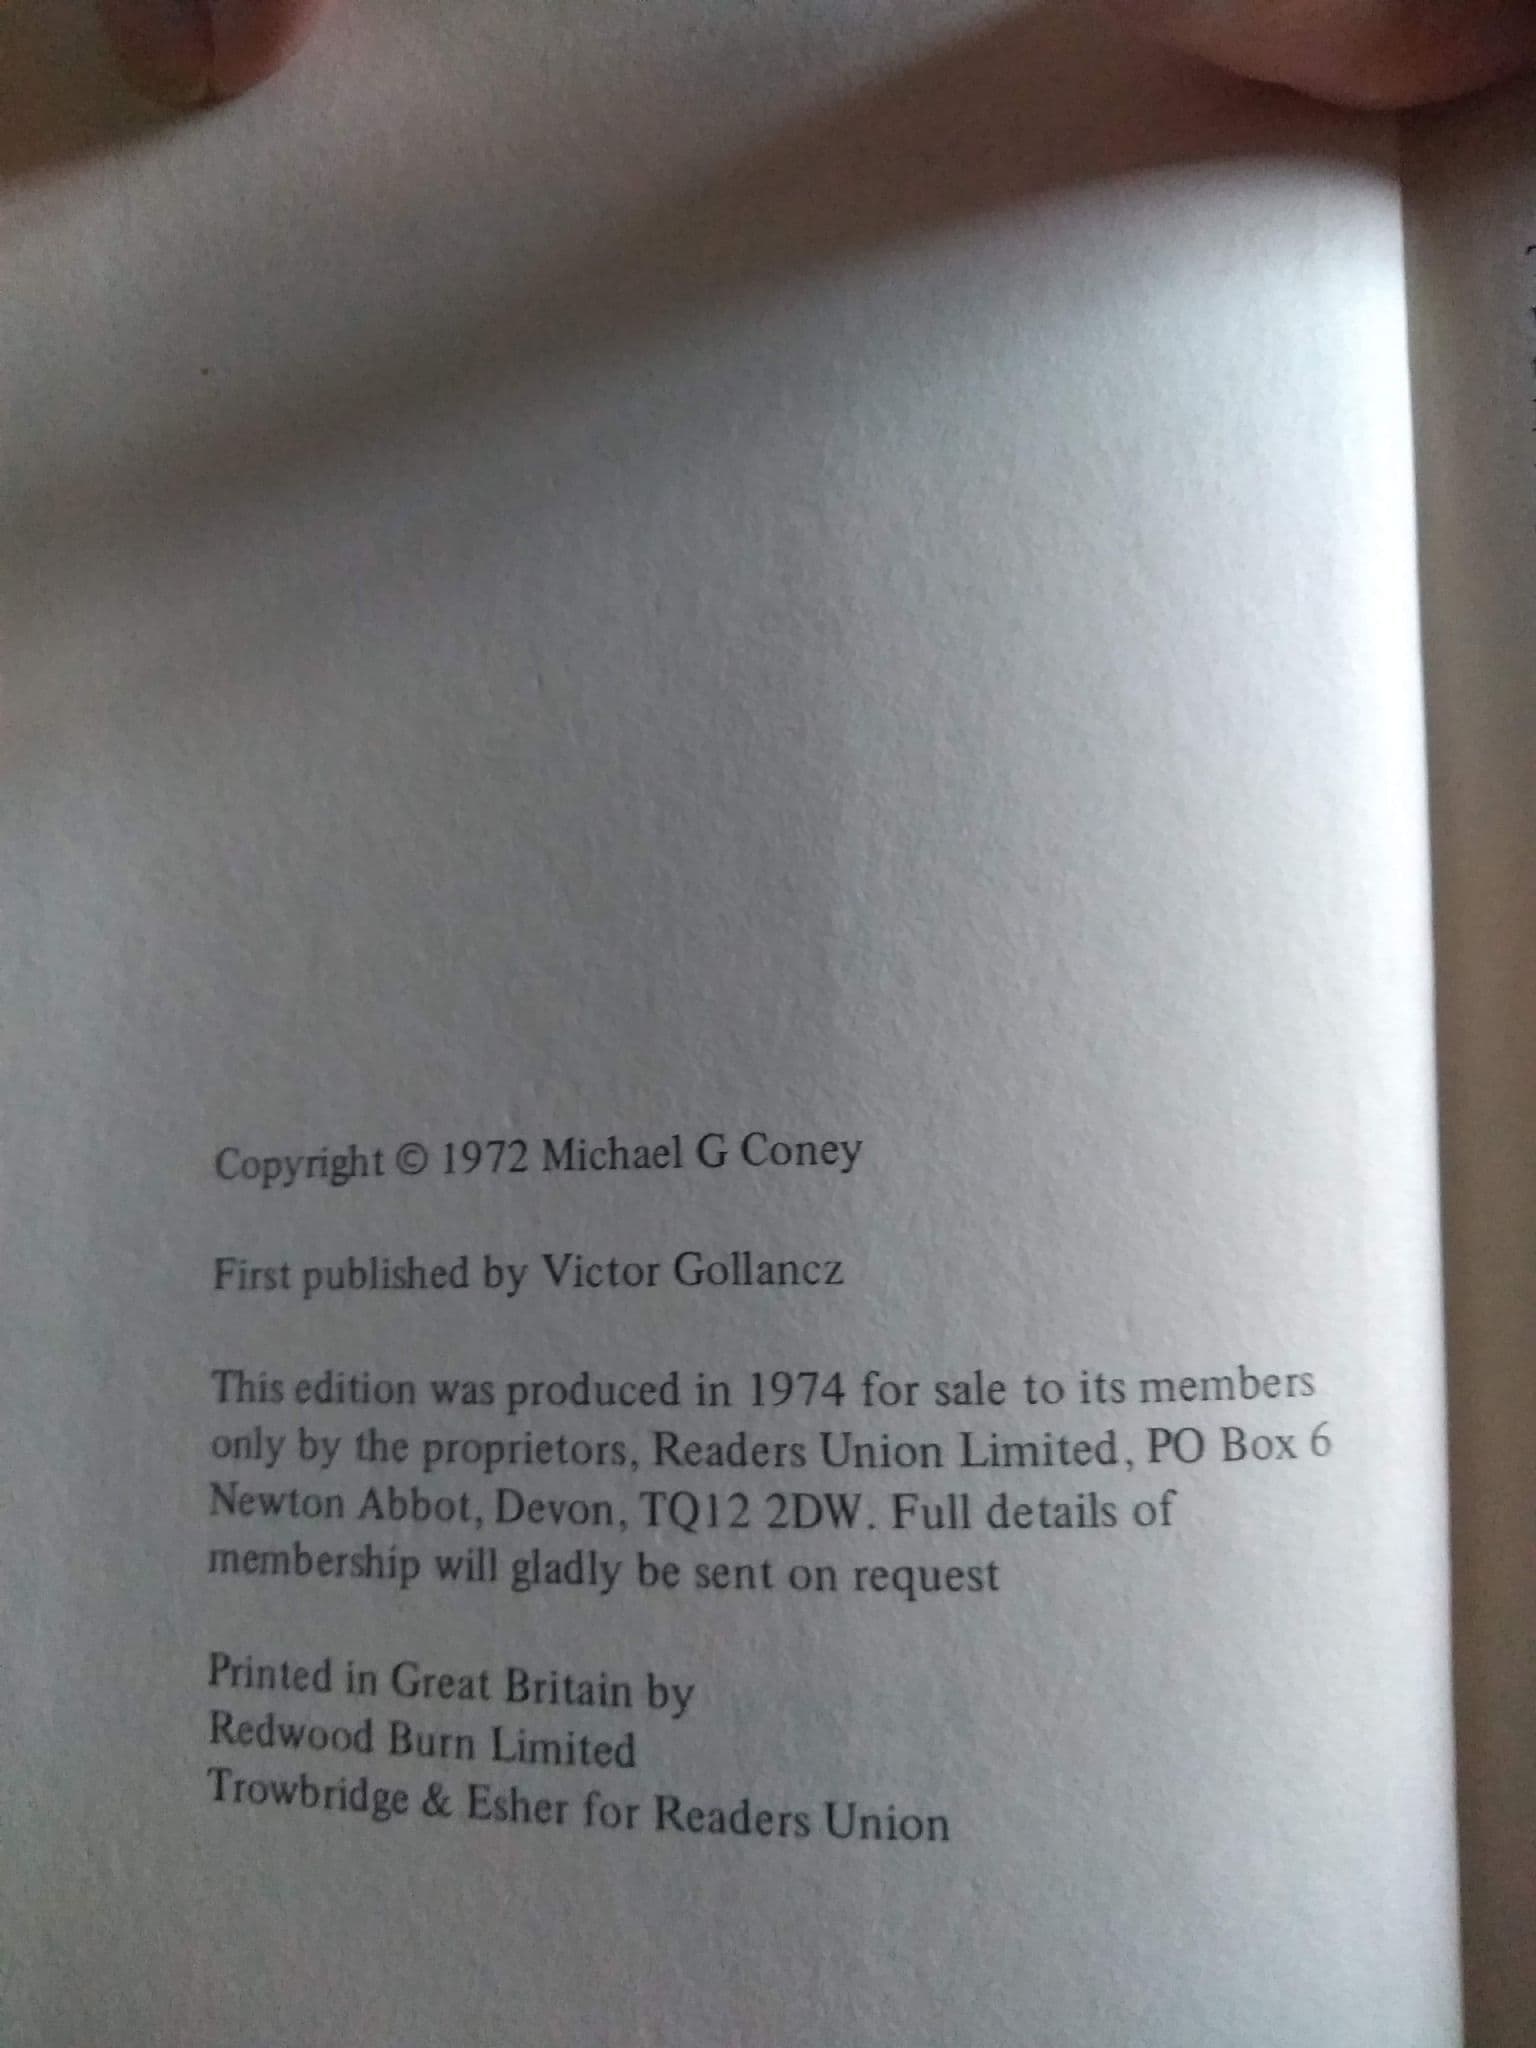 Copyright © 1972 Michael G Coney
First published by Victor Gollancz
This edition was produced in 1974 for sale to its members
only by the proprietors, Readers Union Limited, PO Box 6
Newton Abbot, Devon, TQ12 2DW. Full details of
membership will gladly be sent on request
Printed in Great Britain by
Redwood Burn Limited
Trowbridge & Esher for Readers Union